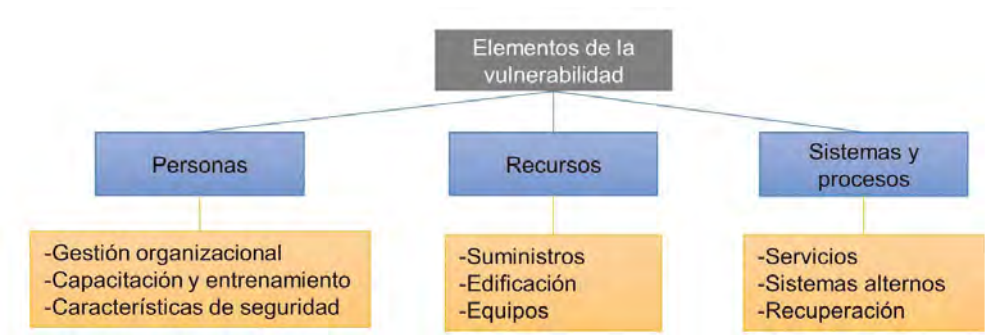 Elementos de la
vulnerabilidad
Personas
Recursos
Sistemas y
procesos
-Gestión organizacional
-Capacitación y entrenamiento
-Características de seguridad
-Suministros
-Edificación
-Equipos
-Servicios
-Sistemas alternos
-Recuperación